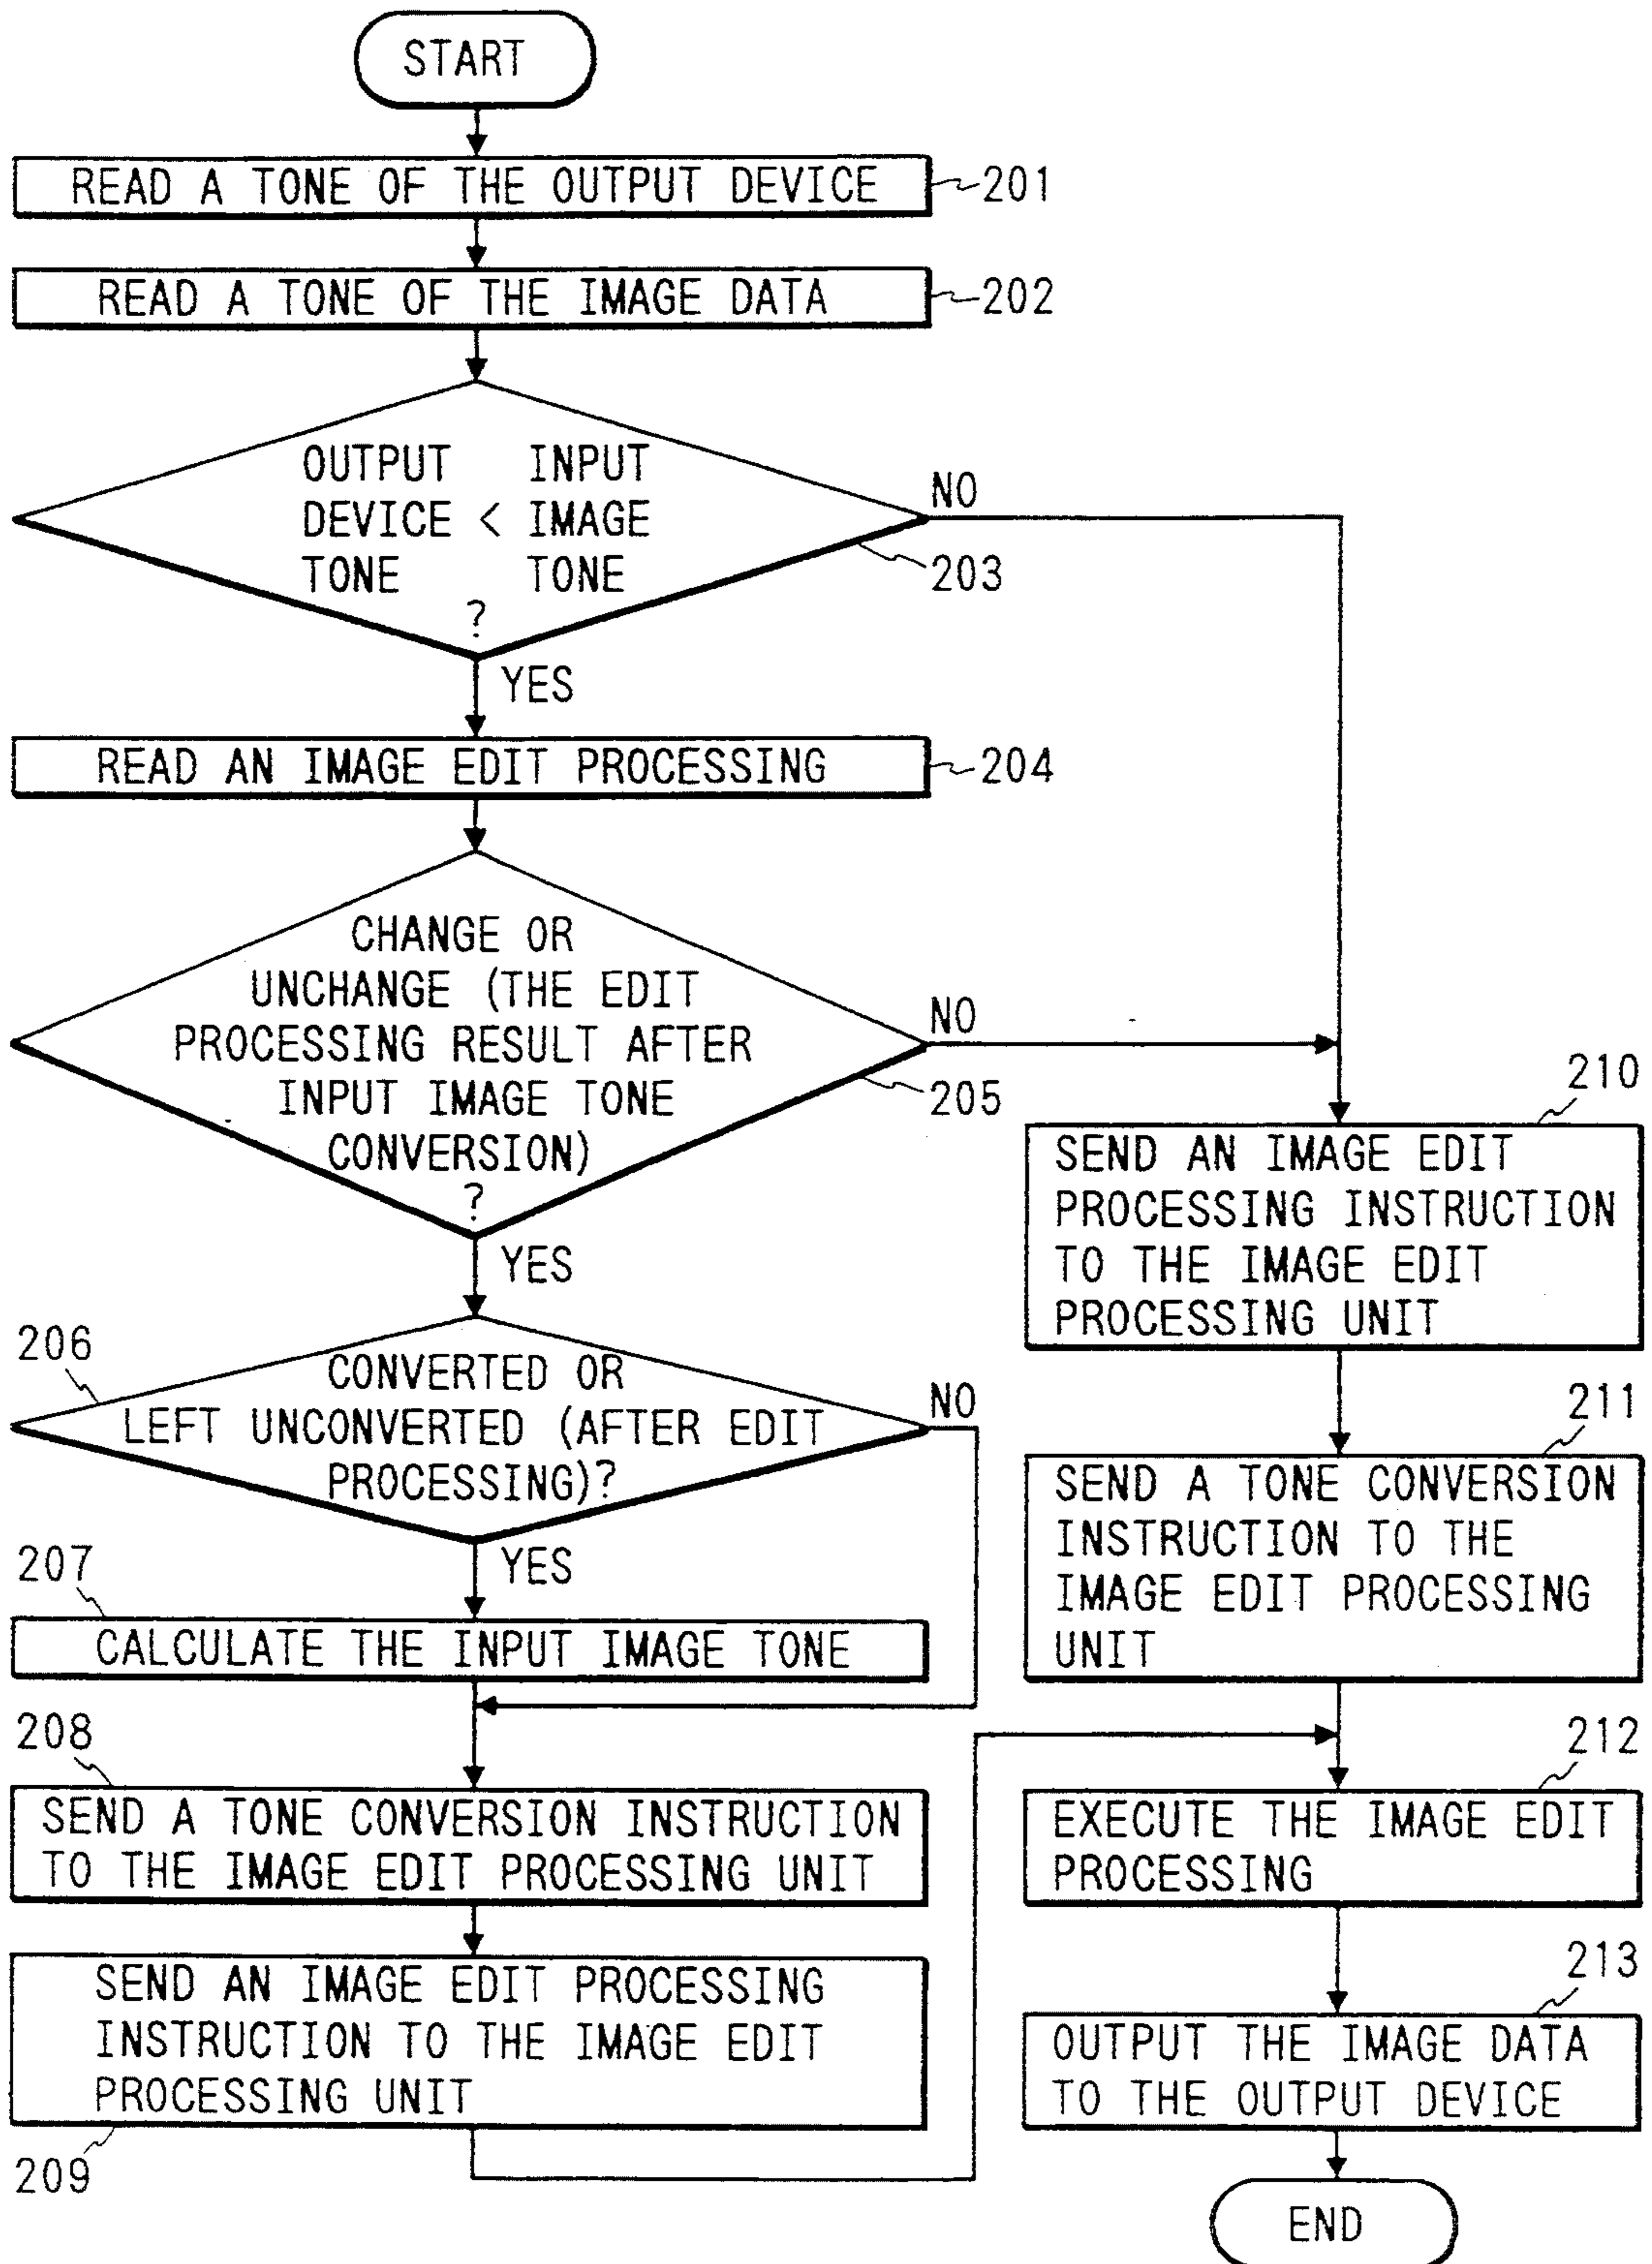 START
READ A TONE OF THE OUTPUT DEVICE
201
READ A TONE OF THE IMAGE DATA
202
OUTPUT INPUT
DEVICE < IMAGE
TONE TONE
?
NO
203
YES
READ AN IMAGE EDIT PROCESSING
204
CHANGE OR
UNCHANGE (THE EDIT
PROCESSING RESULT AFTER
INPUT IMAGE TONE
CONVERSION)
?
NO
205
YES
206
CONVERTED OR
LEFT UNCONVERTED (AFTER EDIT
PROCESSING)?
NO
YES
207
CALCULATE THE INPUT IMAGE TONE
208
SEND A TONE CONVERSION INSTRUCTION
TO THE IMAGE EDIT PROCESSING UNIT
SEND AN IMAGE EDIT PROCESSING
INSTRUCTION TO THE IMAGE EDIT
PROCESSING UNIT
209
210
SEND AN IMAGE EDIT
PROCESSING INSTRUCTION
TO THE IMAGE EDIT
PROCESSING UNIT
211
SEND A TONE CONVERSION
INSTRUCTION TO THE
IMAGE EDIT PROCESSING
UNIT
212
EXECUTE THE IMAGE EDIT
PROCESSING
213
OUTPUT THE IMAGE DATA
TO THE OUTPUT DEVICE
END